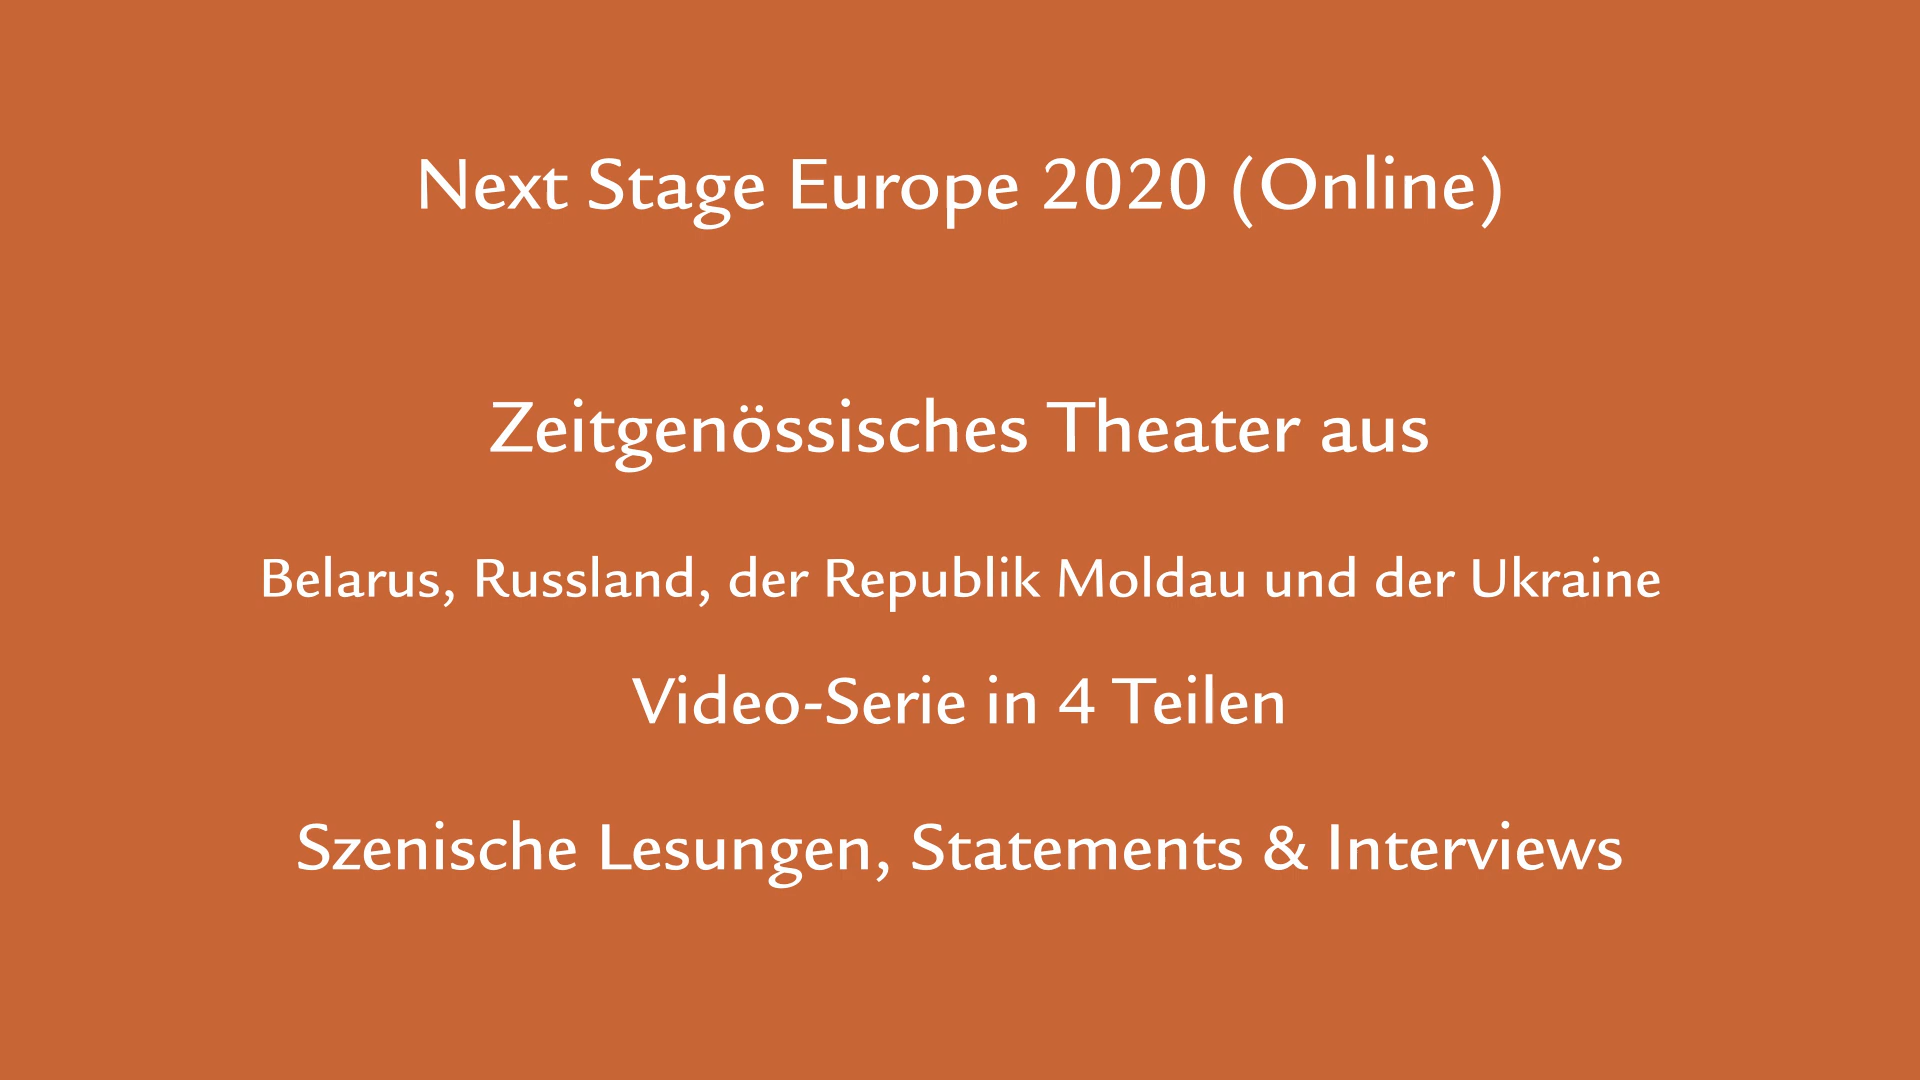 Next Stage Europe 2020 (Online)
Zeitgenössisches Theater aus
Belarus, Russland, der Republik Moldau und der Ukraine
Video-Serie in 4 Teilen
Szenische Lesungen, Statements & Interviews